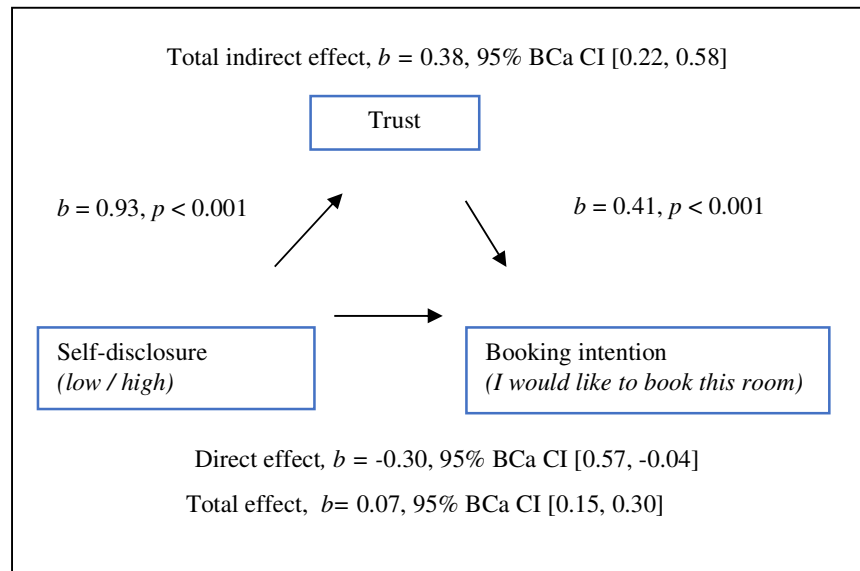 Total indirect effect, b = 0.38, 95% BCa CI [0.22, 0.58]
Trust
b = 0.93, p < 0.001
b = 0.41, p < 0.001
Self-disclosure
(low / high)
Booking intention
(I would like to book this room)
Direct effect, b = -0.30, 95% BCa CI [0.57, -0.04]
Total effect, b= 0.07, 95% BCa CI [0.15, 0.30]